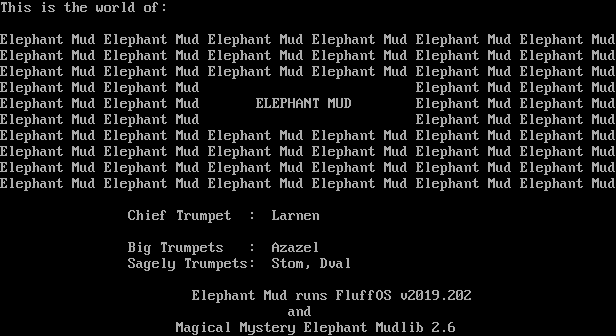 This is the world of:
Elephant Mud Elephant Mud Elephant Mud Elephant Mud Elephant Mud Elephant Mud
Elephant Mud Elephant Mud Elephant Mud Elephant Mud Elephant Mud Elephant Mud
Elephant Mud Elephant Mud Elephant Mud Elephant Mud Elephant Mud Elephant Mud
Elephant Mud Elephant Mud Elephant Mud Elephant Mud
Elephant Mud Elephant Mud ELEPHANT MUD Elephant Mud Elephant Mud
Elephant Mud Elephant Mud Elephant Mud Elephant Mud
Elephant Mud Elephant Mud Elephant Mud Elephant Mud Elephant Mud Elephant Mud
Elephant Mud Elephant Mud Elephant Mud Elephant Mud Elephant Mud Elephant Mud
Elephant Mud Elephant Mud Elephant Mud Elephant Mud Elephant Mud Elephant Mud
Elephant Mud Elephant Mud Elephant Mud Elephant Mud Elephant Mud Elephant Mud
Chief Trumpet : Larnen
Big Trumpets : Azazel
Sagely Trumpets: Stom, Dval
Elephant Mud runs FluffOS v2019.202
and
Magical Mystery Elephant Mudlib 2.6